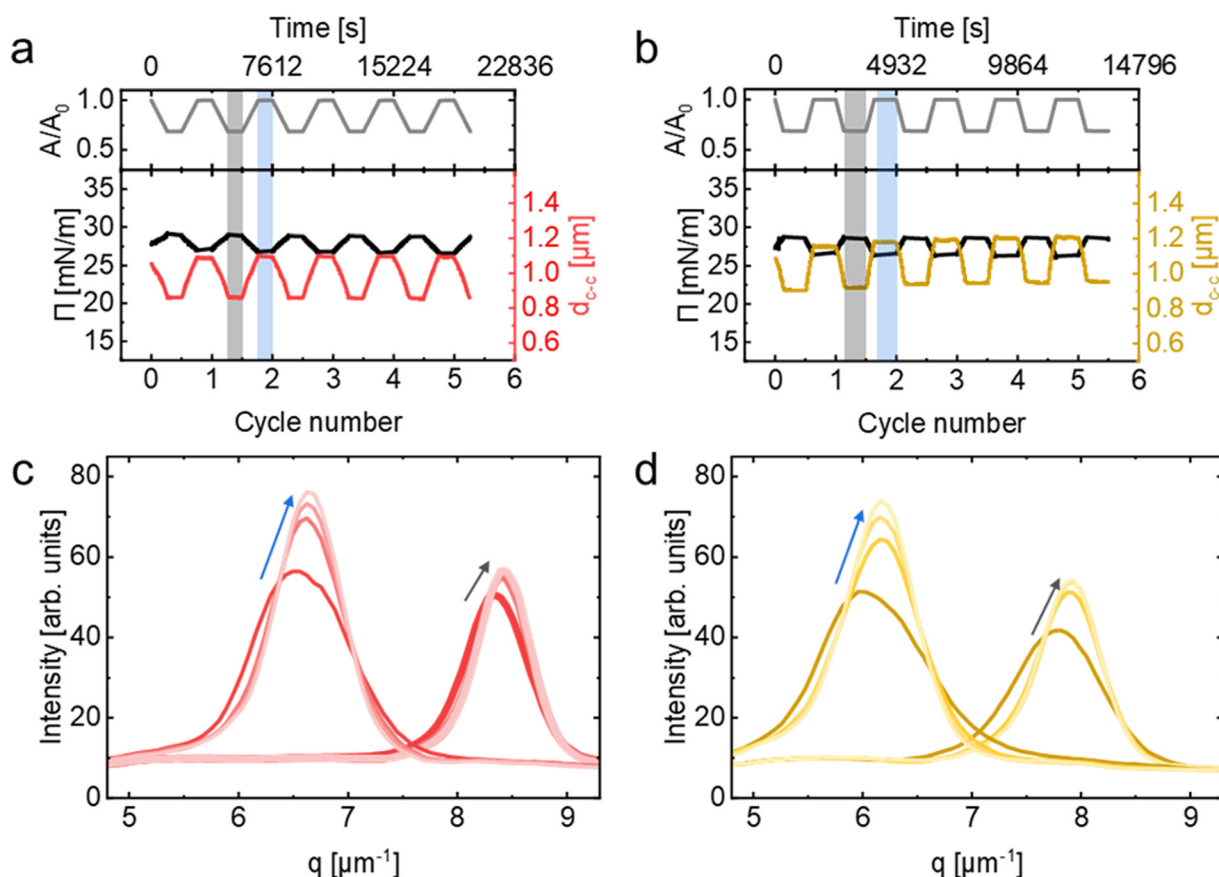 a
Time [s]
0 7612 15224 22836
A/A0
1.0
0.5
Π [mN/m]
35
30
25
20
15
1.4
1.2
1.0
0.8
0.6
dc-c [µm]
0 1 2 3 4 5 6
Cycle number
b
Time [s]
0 4932 9864 14796
A/A0
1.0
0.5
Π [mN/m]
35
30
25
20
15
1.4
1.2
1.0
0.8
0.6
dc-c [µm]
0 1 2 3 4 5 6
Cycle number
c
Intensity [arb. units]
80
60
40
20
0
5 6 7 8 9
q [µm⁻¹]
d
Intensity [arb. units]
80
60
40
20
0
5 6 7 8 9
q [µm⁻¹]